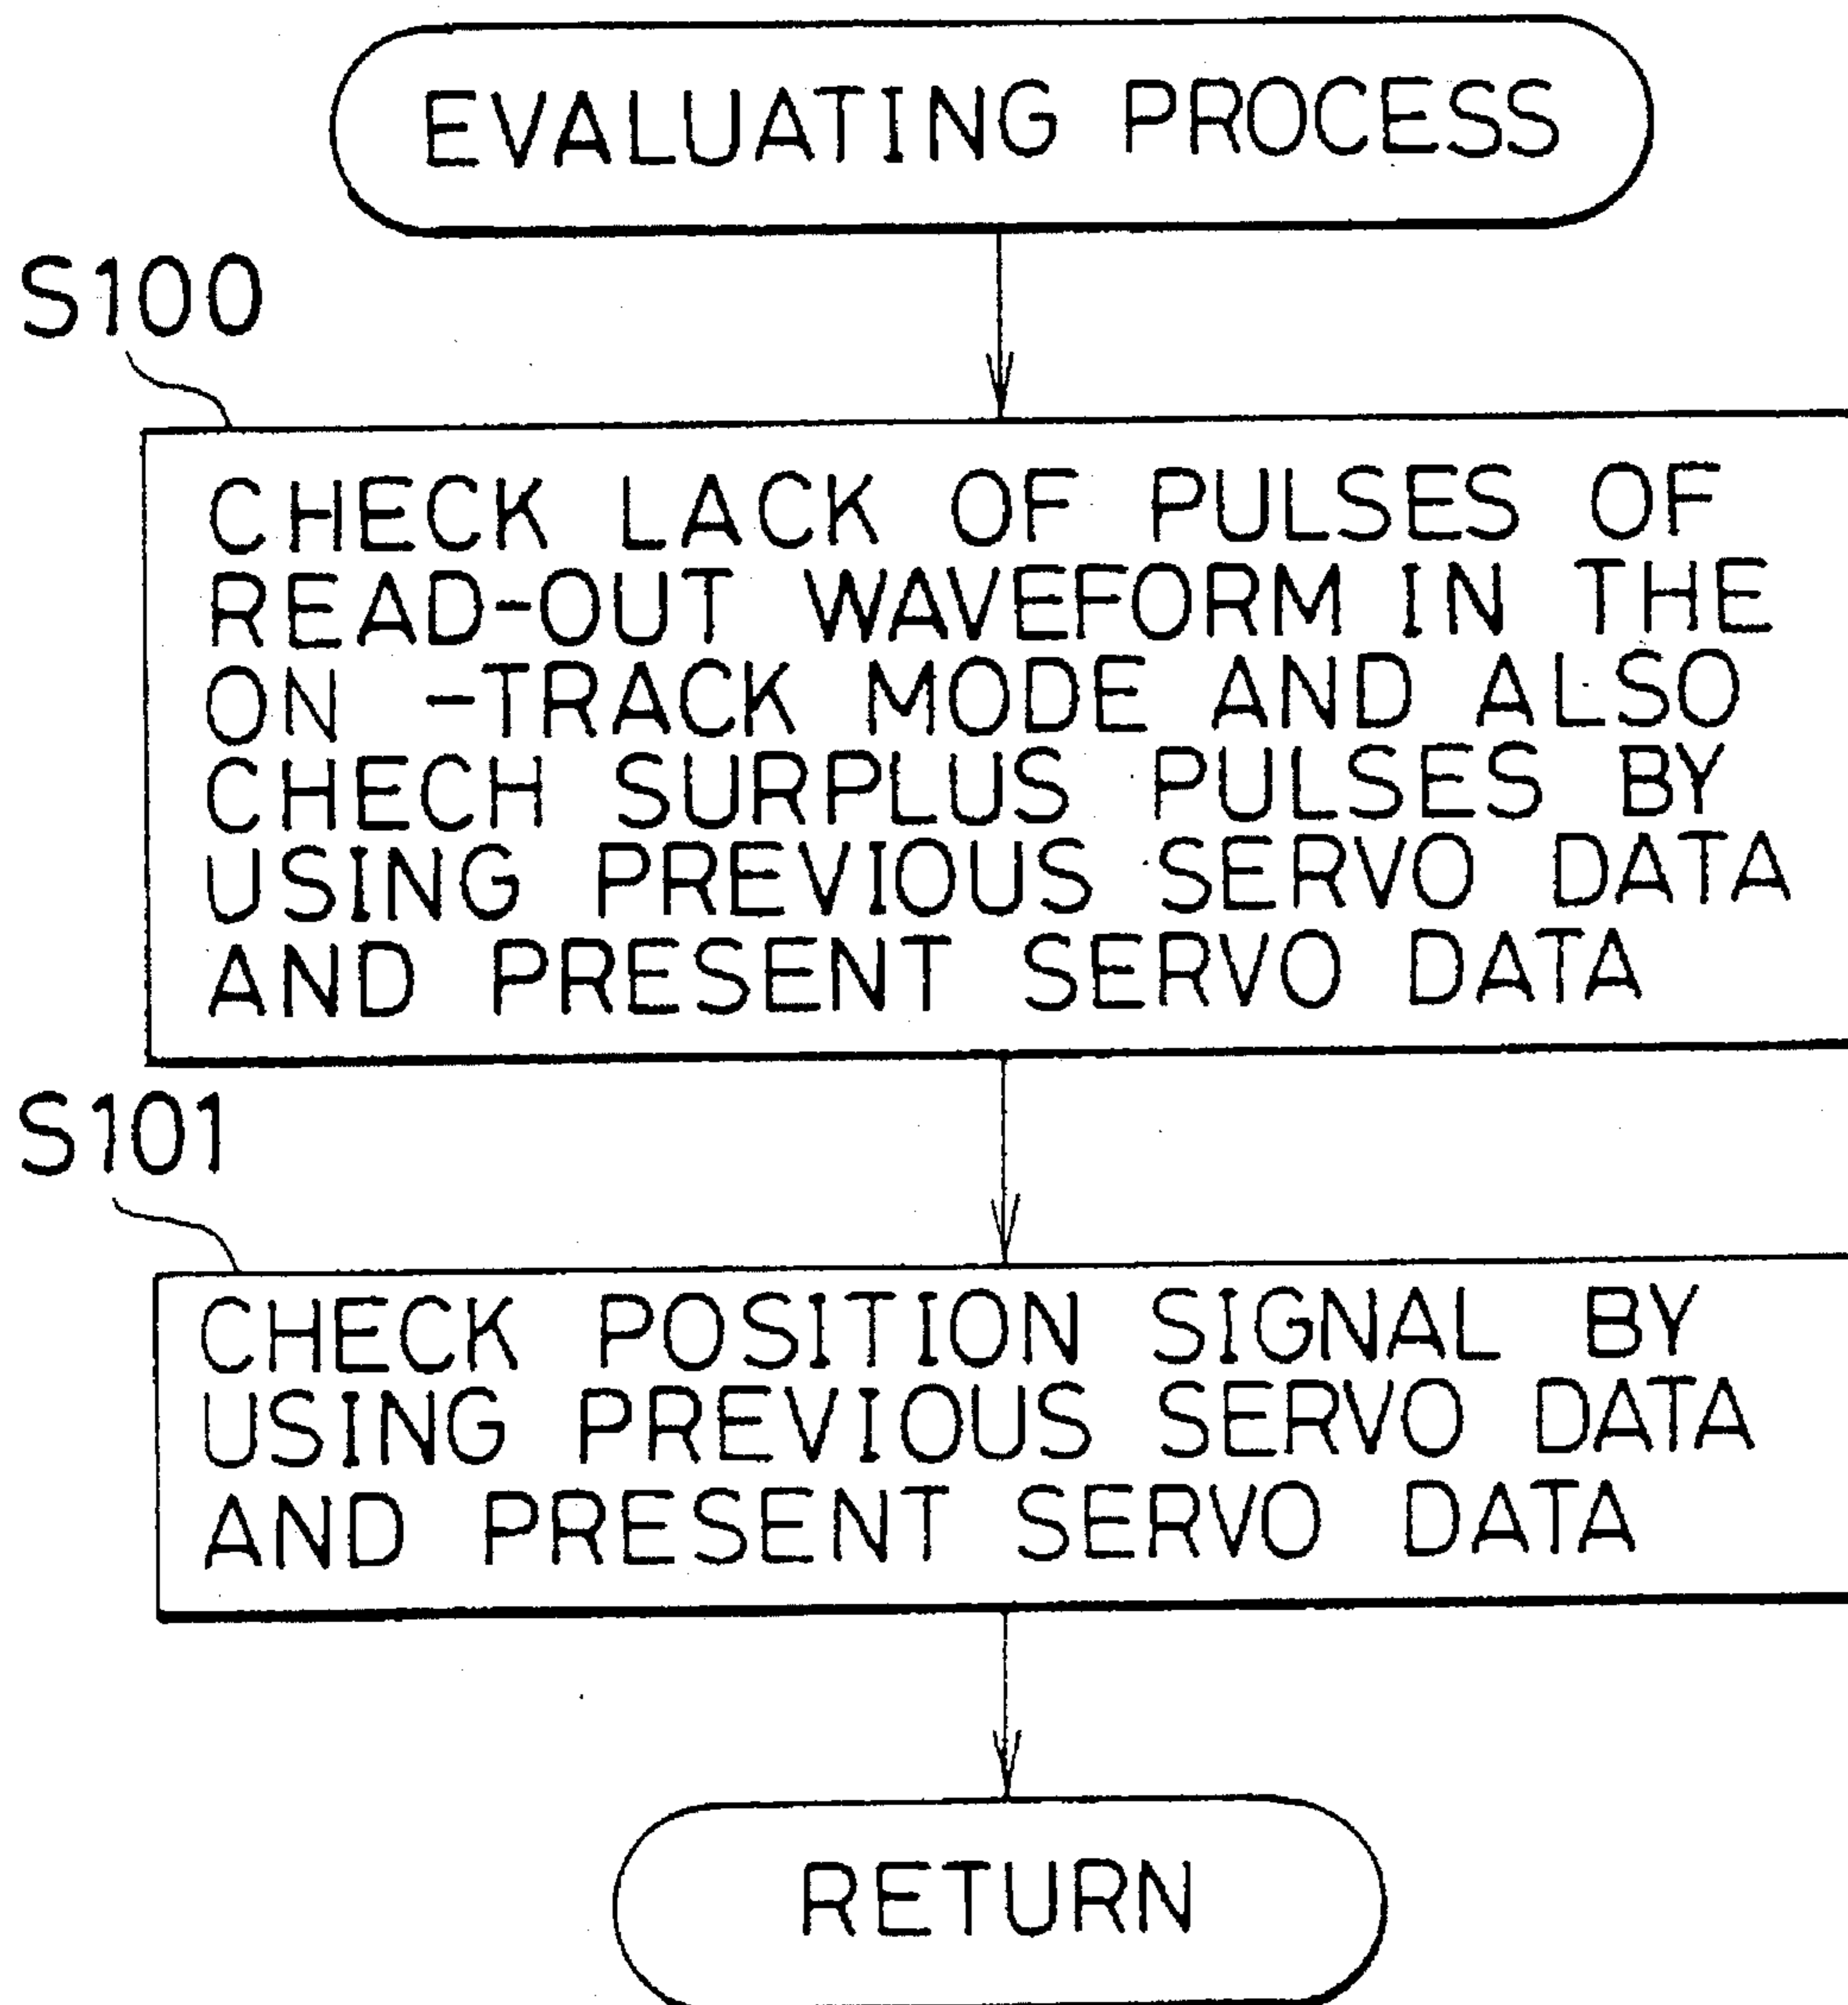 EVALUATING PROCESS
S100
CHECK LACK OF PULSES OF
READ-OUT WAVEFORM IN THE
ON -TRACK MODE AND ALSO
CHECH SURPLUS PULSES BY
USING PREVIOUS SERVO DATA
AND PRESENT SERVO DATA
S101
CHECK POSITION SIGNAL BY
USING PREVIOUS SERVO DATA
AND PRESENT SERVO DATA
RETURN